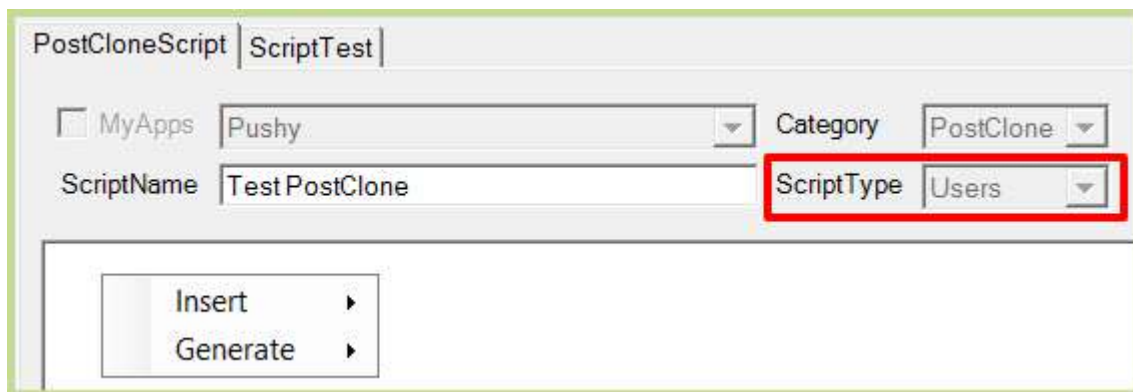 PostCloneScript ScriptTest
MyApps Pushy Category PostClone
ScriptName Test PostClone ScriptType Users
Insert
Generate